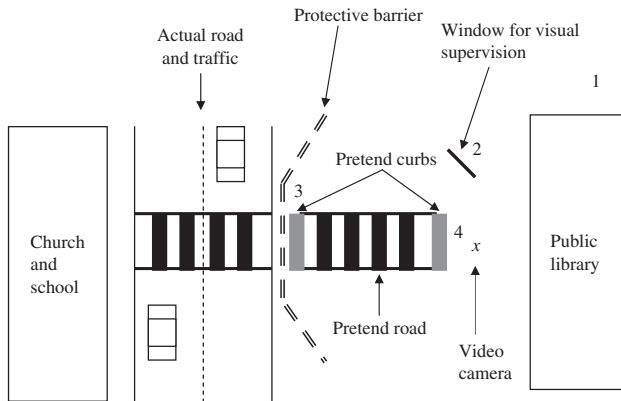 Actual road
and traffic
Protective barrier
Window for visual
supervision
1
2
Pretend curbs
3
4
x
Church
and
school
Public
library
Pretend road
Video
camera